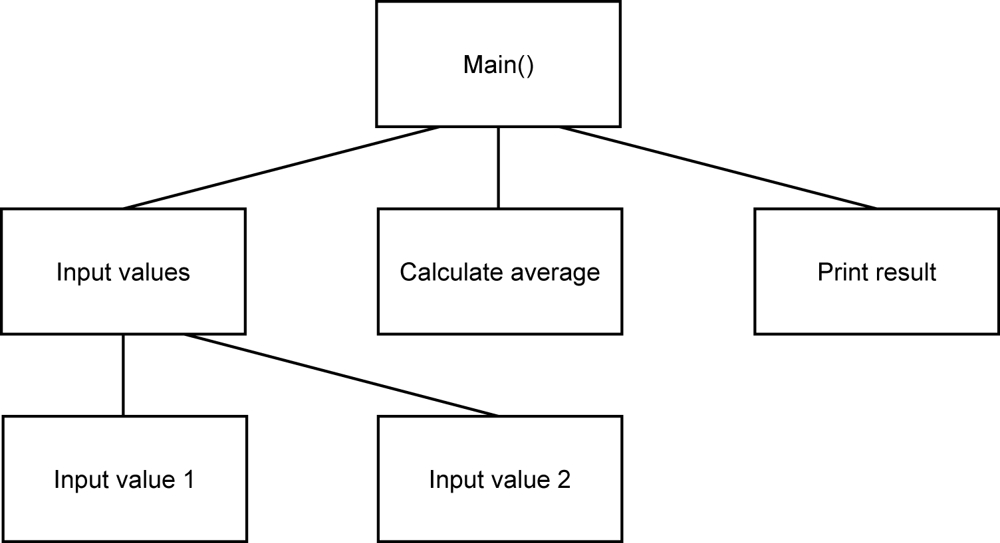 Main()
Input values
Calculate average
Print result
Input value 1
Input value 2